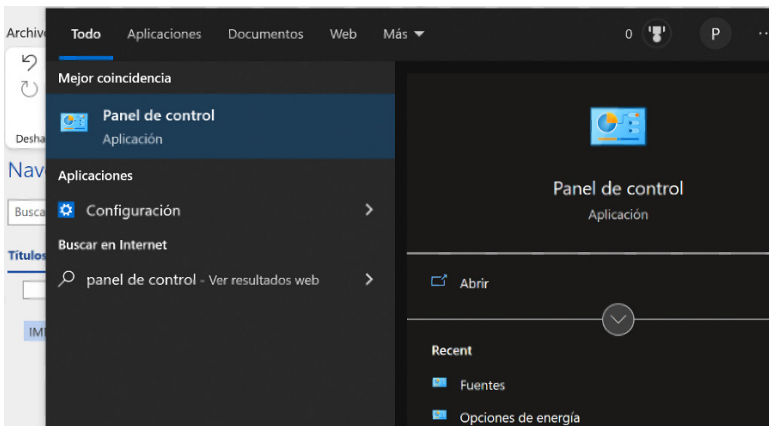 Archiv
Todo Aplicaciones Documentos Web Más 0 P
Desha
Nav
Busca
Títulos
IMI
Mejor coincidencia
Panel de control
Aplicación
Aplicaciones
Configuración
Buscar en Internet
panel de control - Ver resultados web
Panel de control
Aplicación
Abrir
Recent
Fuentes
Opciones de energía